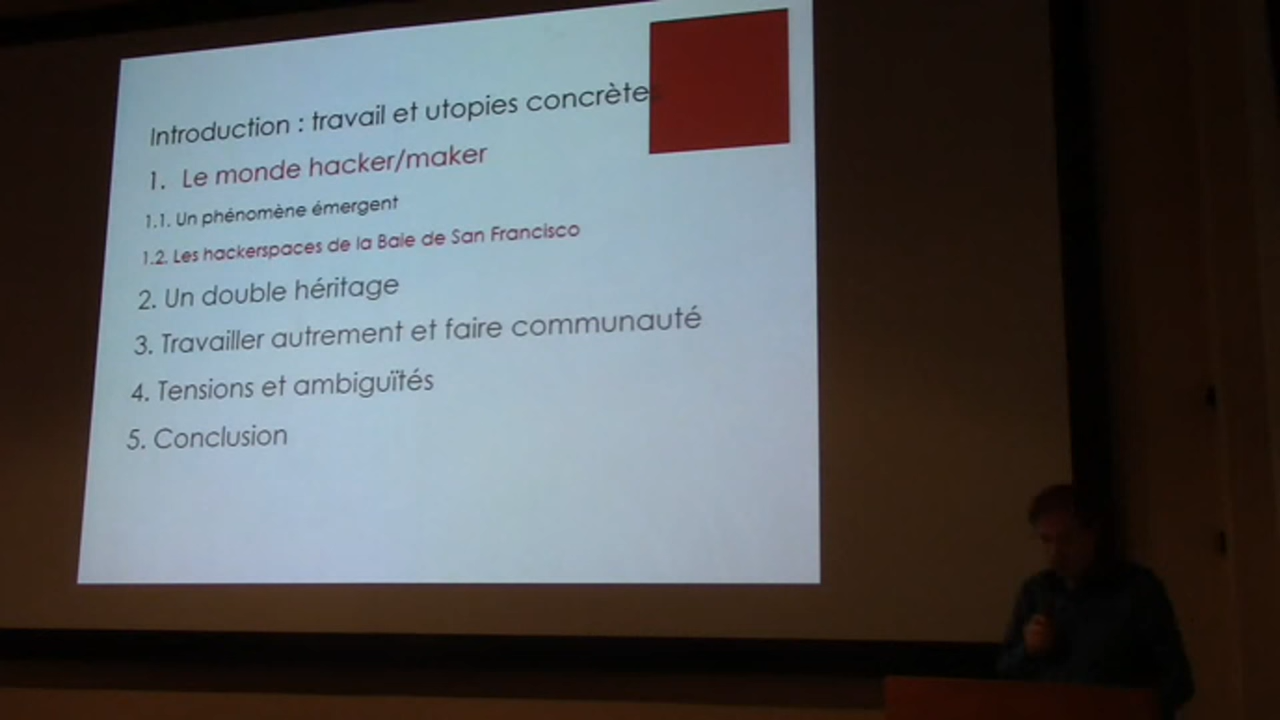 Introduction : travail et utopies concrètes
1. Le monde hacker/maker
1.1. Un phénomène émergent
1.2. Les hackerspaces de la Baie de San Francisco
2. Un double héritage
3. Travailler autrement et faire communauté
4. Tensions et ambiguïtés
5. Conclusion